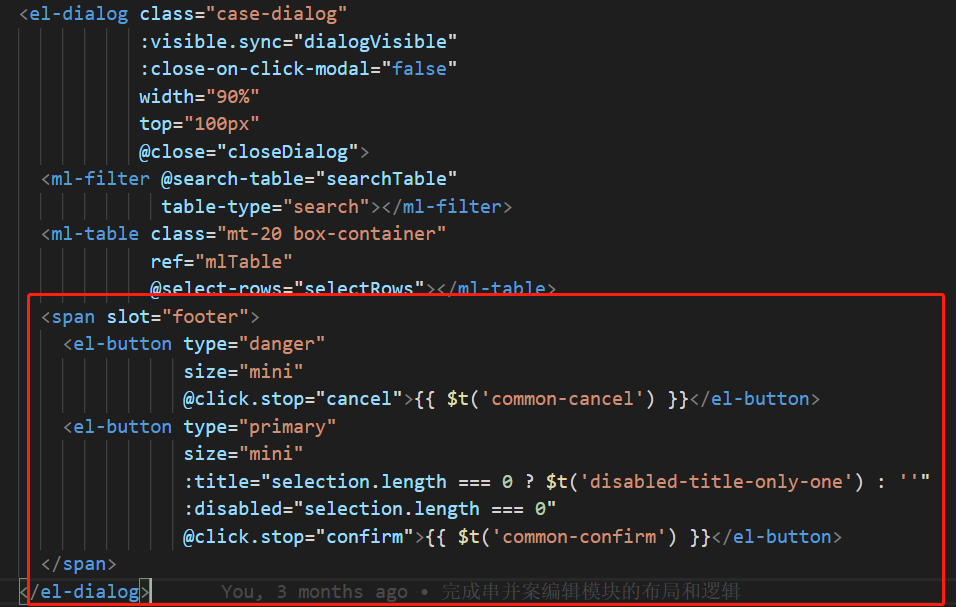 <el-dialog class="case-dialog"
:visible.sync="dialogVisible"
:close-on-click-modal="false"
width="90%"
top="100px"
@close="closeDialog">
<ml-filter @search-table="searchTable"
table-type="search"></ml-filter>
<ml-table class="mt-20 box-container"
ref="mlTable"
@select-rows="selectRows"></ml-table>
<span slot="footer">
<el-button type="danger"
size="mini"
@click.stop="cancel">{{ $t('common-cancel') }}</el-button>
<el-button type="primary"
size="mini"
:title="selection.length === 0 ? $t('disabled-title-only-one') : ''"
:disabled="selection.length === 0"
@click.stop="confirm">{{ $t('common-confirm') }}</el-button>
</span>
</el-dialog> You, 3 months ago • 完成串并案编辑模块的布局和逻辑